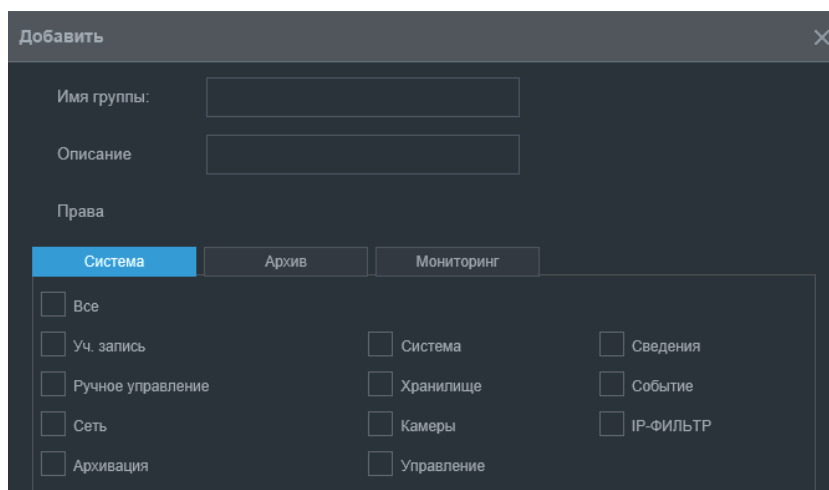 Добавить
Имя группы:
Описание
Права
Система Архив Мониторинг
Все
Уч. запись Система Сведения
Ручное управление Хранилище Событие
Сеть Камеры IP-ФИЛЬТР
Архивация Управление